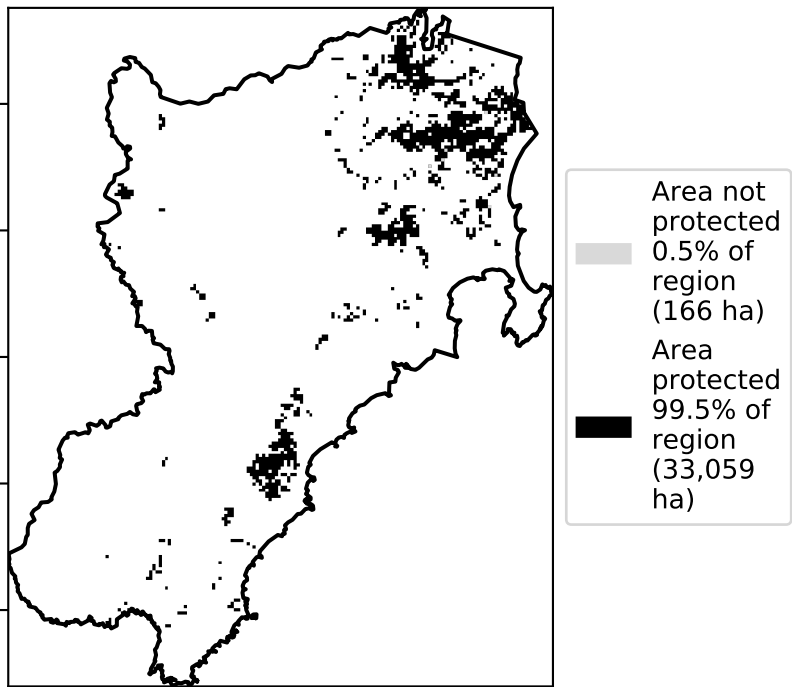 Area not
protected
0.5% of
region
(166 ha)
Area
protected
99.5% of
region
(33,059
ha)